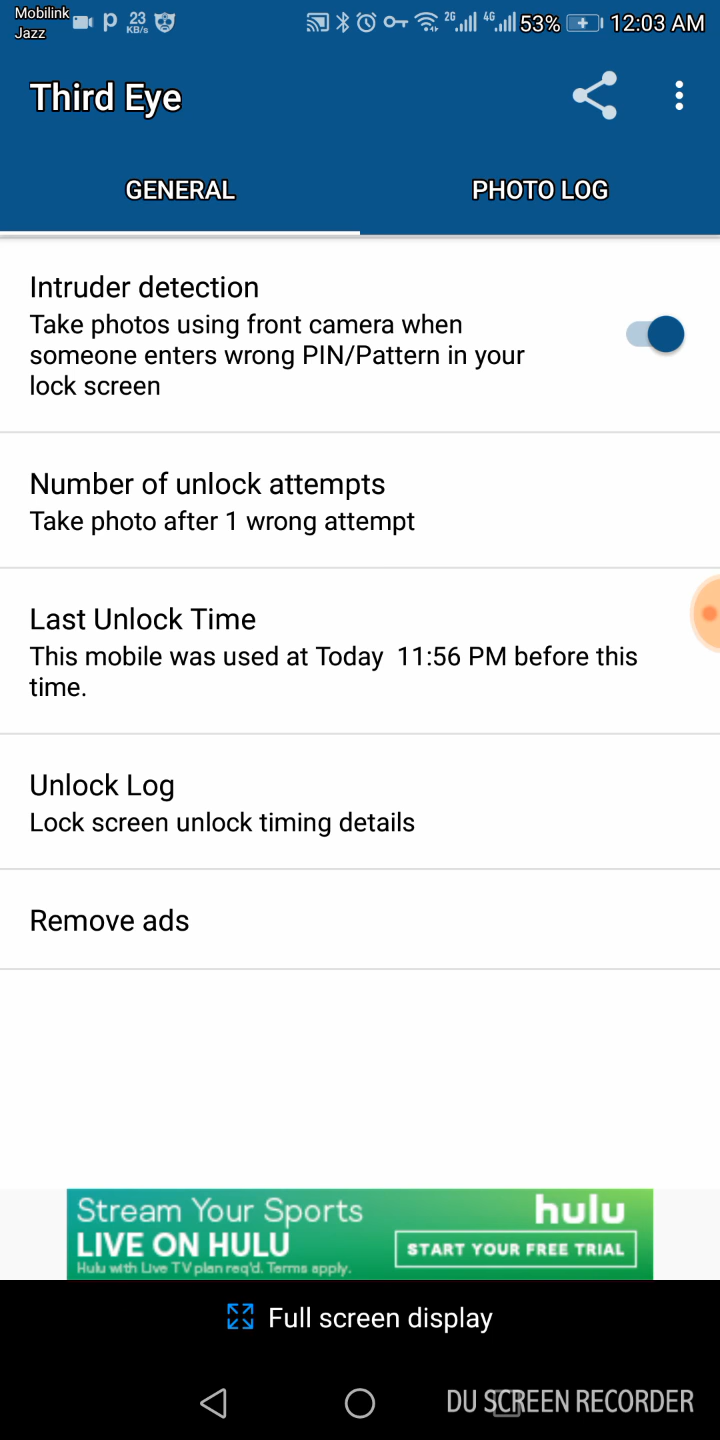 Mobilink
Jazz
23
KB/s
2G
4G
53%
12:03 AM
Third Eye
GENERAL
PHOTO LOG
Intruder detection
Take photos using front camera when
someone enters wrong PIN/Pattern in your
lock screen
Number of unlock attempts
Take photo after 1 wrong attempt
Last Unlock Time
This mobile was used at Today  11:56 PM before this
time.
Unlock Log
Lock screen unlock timing details
Remove ads
Stream Your Sports
LIVE ON HULU
Hulu with Live TV plan req'd. Terms apply.
hulu
START YOUR FREE TRIAL
Full screen display
DU SCREEN RECORDER